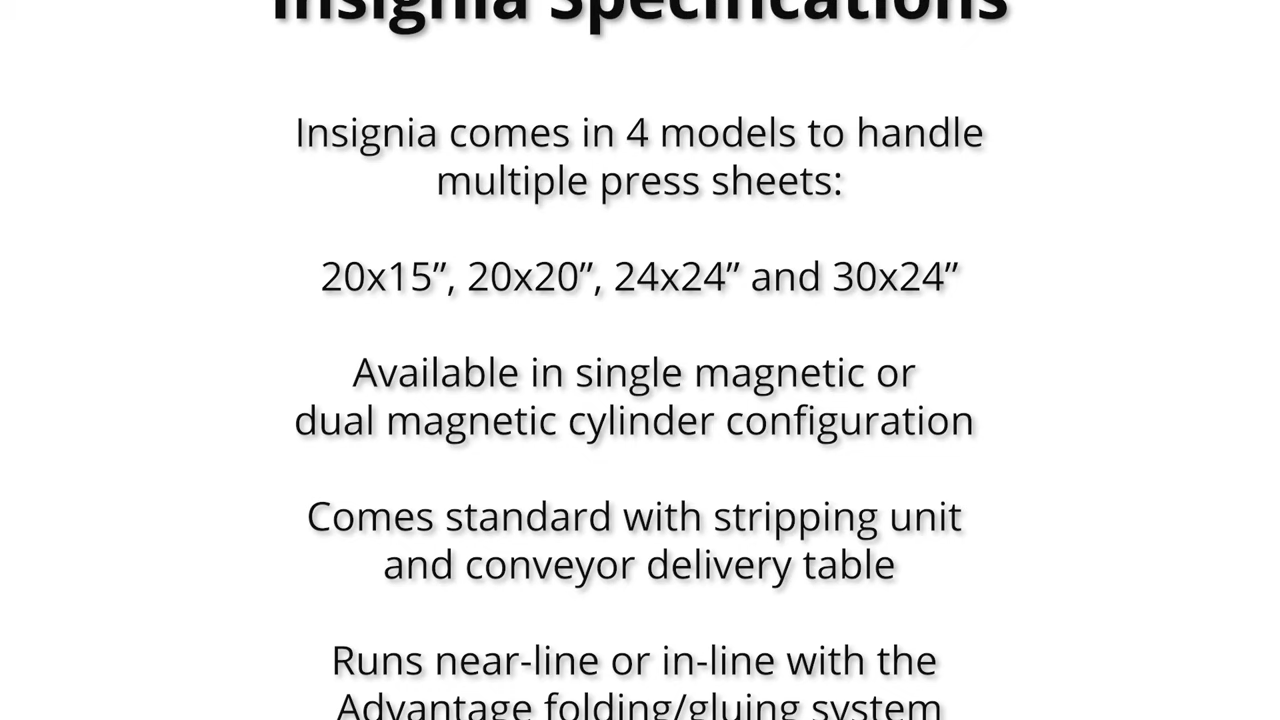 Insignia Specifications
Insignia comes in 4 models to handle
multiple press sheets:
20x15”, 20x20”, 24x24” and 30x24”
Available in single magnetic or
dual magnetic cylinder configuration
Comes standard with stripping unit
and conveyor delivery table
Runs near-line or in-line with the
Advantage folding/gluing system